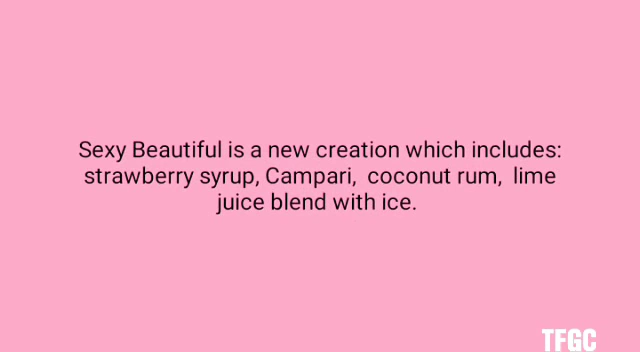 Sexy Beautiful is a new creation which includes:
strawberry syrup, Campari,  coconut rum,  lime
juice blend with ice.
TFGC